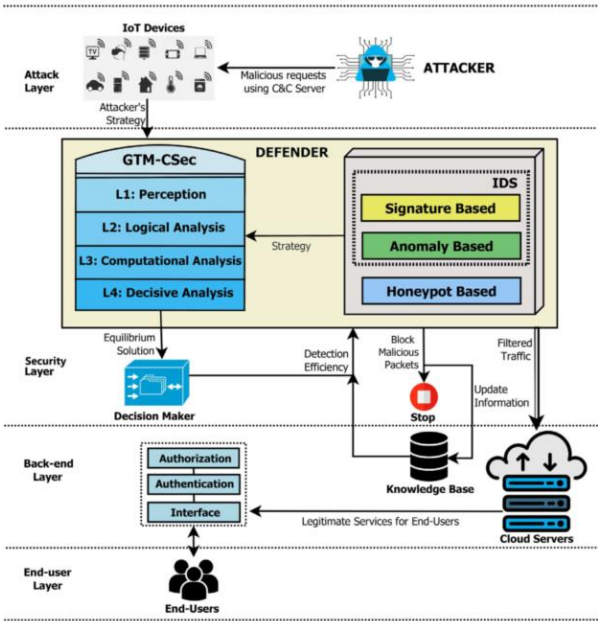 IoT Devices
TV
Attack
Layer
Malicious requests
using C&C Server
ATTACKER
Attacker's
Strategy
DEFENDER
GTM-CSec
L1: Perception
L2: Logical Analysis
L3: Computational Analysis
L4: Decisive Analysis
Strategy
IDS
Signature Based
Anomaly Based
Honeypot Based
Equilibrium
Solution
Detection
Efficiency
Block
Malicious
Packets
Filtered
Traffic
Security
Layer
Decision Maker
Stop
Update
Information
Back-end
Layer
Authorization
Authentication
Interface
Knowledge Base
Legitimate Services for End-Users
Cloud Servers
End-user
Layer
End-Users